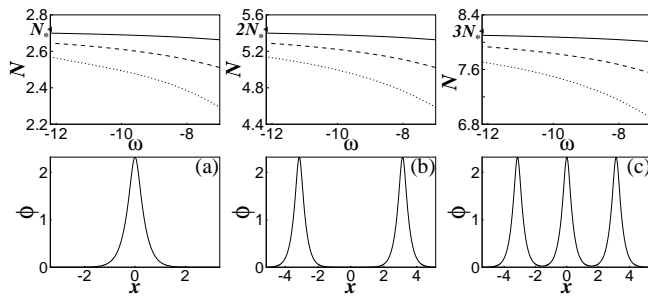 3.0 N* 2.8 2.6 2.4 2.2 N -12 -10 -8 ω
5.6 2N* 5.2 4.8 4.4 N -12 -10 -8 ω
8.4 3N* 7.8 7.2 6.8 N -12 -10 -8 ω
(a) 2 1 0 ϕ -2 0 2 x
(b) 2 1 0 ϕ -4 -2 0 2 4 x
(c) 2 1 0 ϕ -4 -2 0 2 4 x